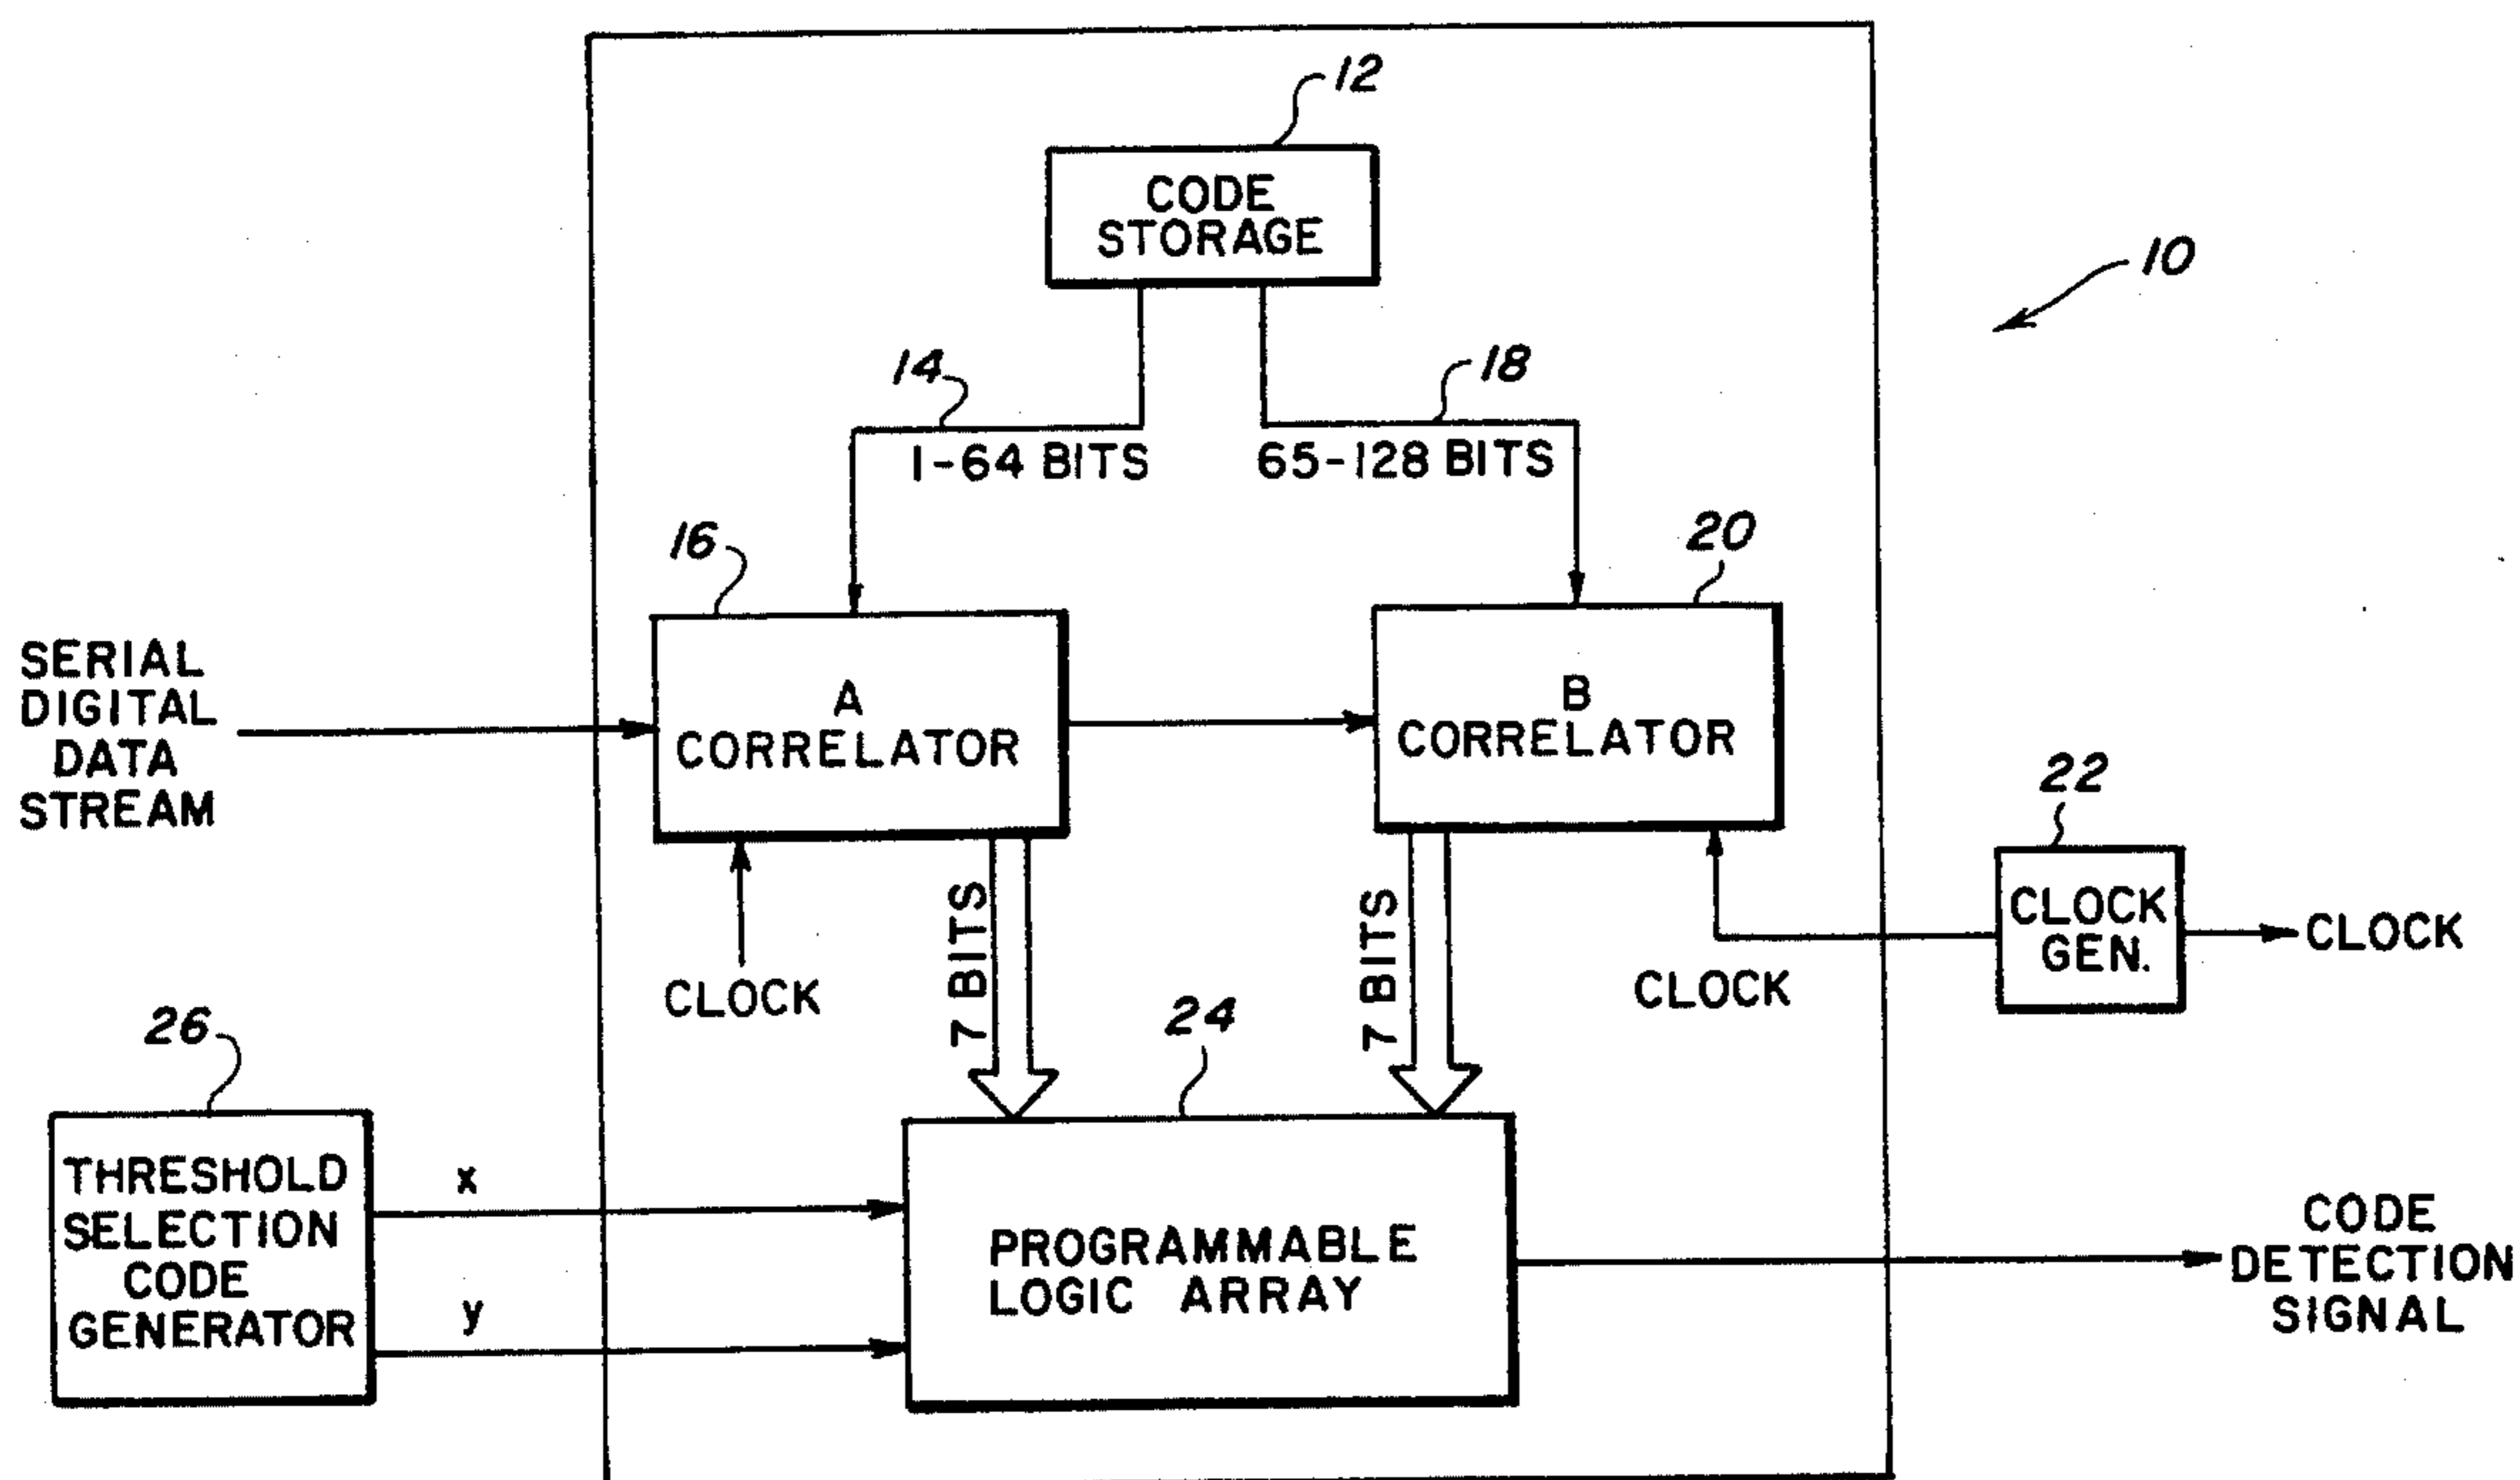 12
CODE
STORAGE
10
14
18
1-64 BITS
65-128 BITS
16
20
SERIAL
DIGITAL
DATA
STREAM
A
CORRELATOR
B
CORRELATOR
22
CLOCK
GEN.
CLOCK
CLOCK
7 BITS
7 BITS
CLOCK
26
24
THRESHOLD
SELECTION
CODE
GENERATOR
x
y
PROGRAMMABLE
LOGIC ARRAY
CODE
DETECTION
SIGNAL